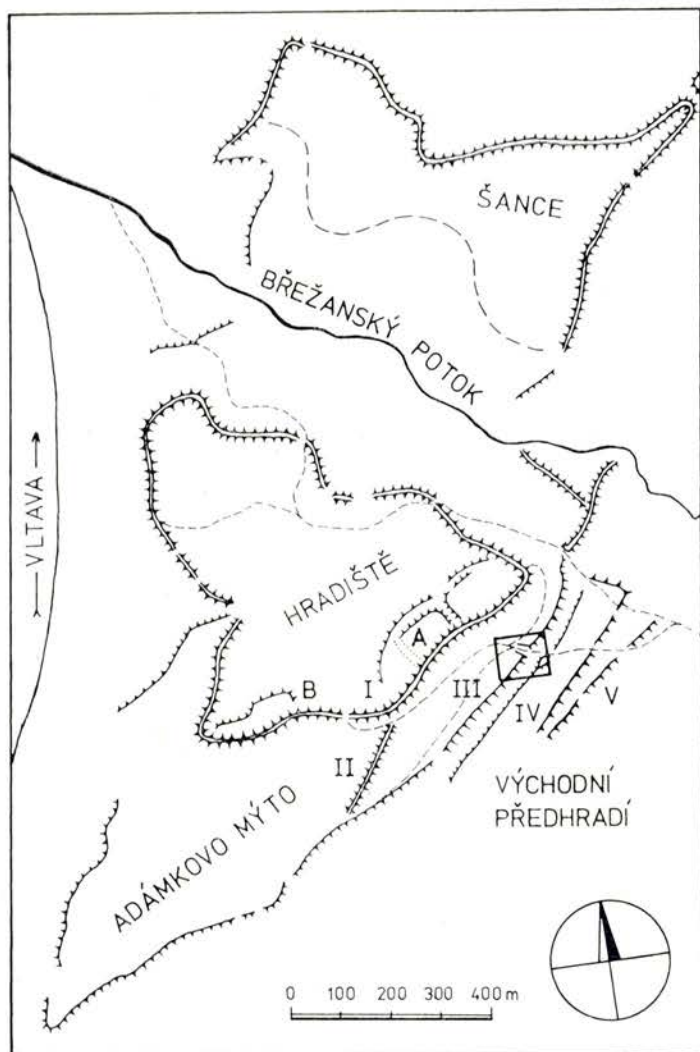 ŠANCE
BŘEŽANSKÝ POTOK
VLTAVA
HRADIŠTĚ
A
B
I
III
IV
V
II
VÝCHODNÍ
PŘEDHRADÍ
ADÁMKOVO MÝTO
0 100 200 300 400 m